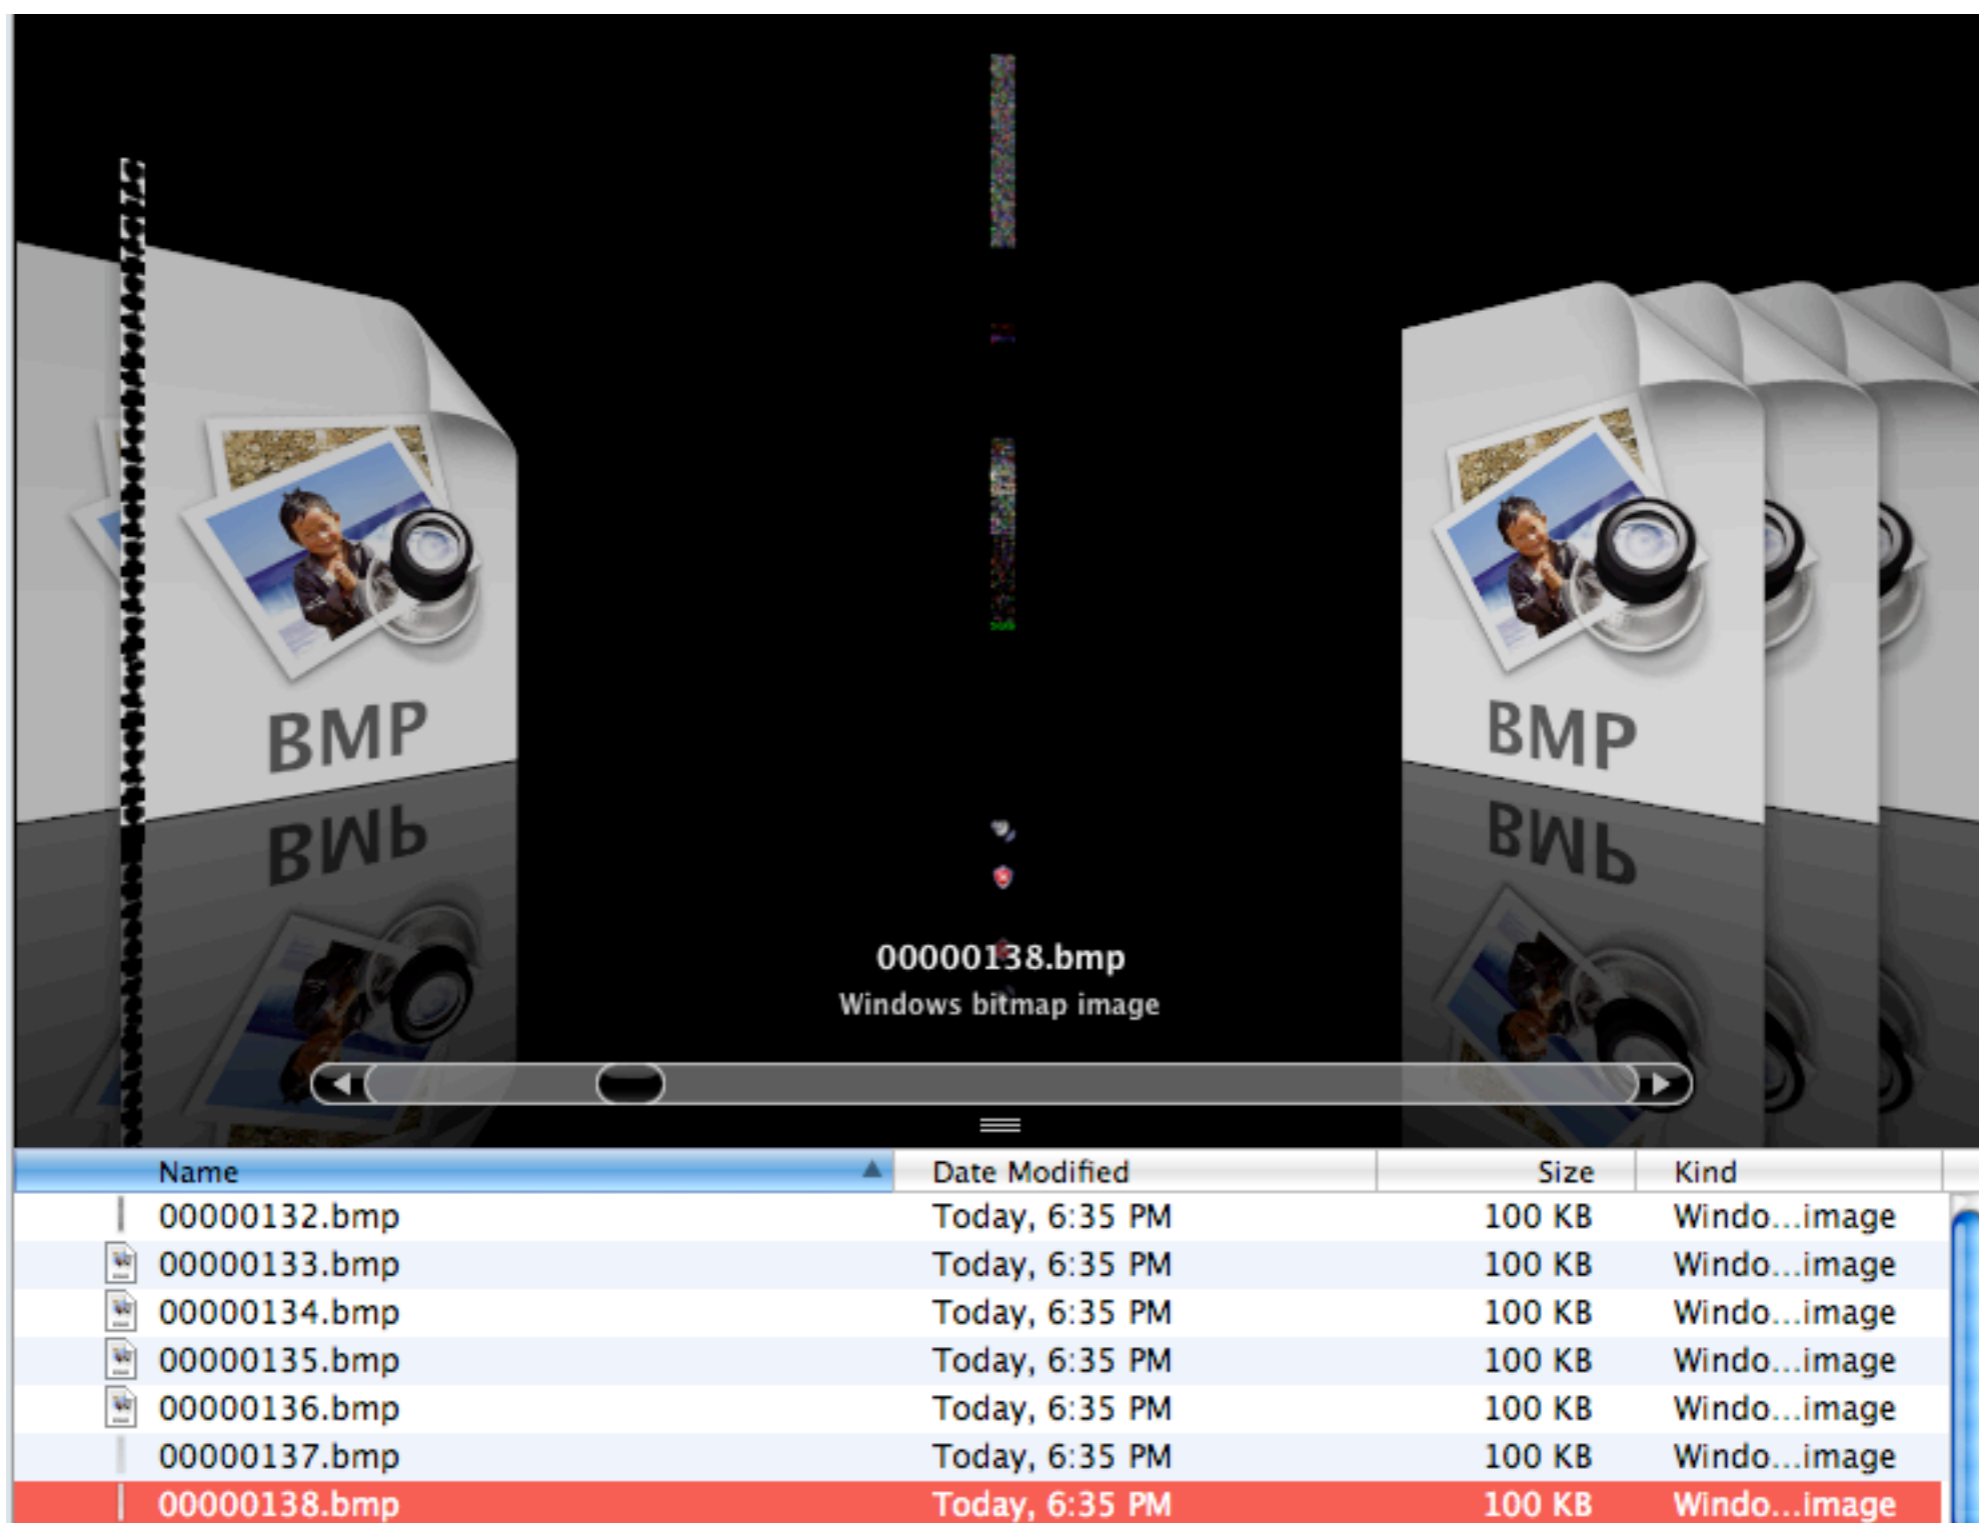 BMP
BMP
00000138.bmp
Windows bitmap image
Name Date Modified Size Kind
00000132.bmp Today, 6:35 PM 100 KB Windo...image
00000133.bmp Today, 6:35 PM 100 KB Windo...image
00000134.bmp Today, 6:35 PM 100 KB Windo...image
00000135.bmp Today, 6:35 PM 100 KB Windo...image
00000136.bmp Today, 6:35 PM 100 KB Windo...image
00000137.bmp Today, 6:35 PM 100 KB Windo...image
00000138.bmp Today, 6:35 PM 100 KB Windo...image